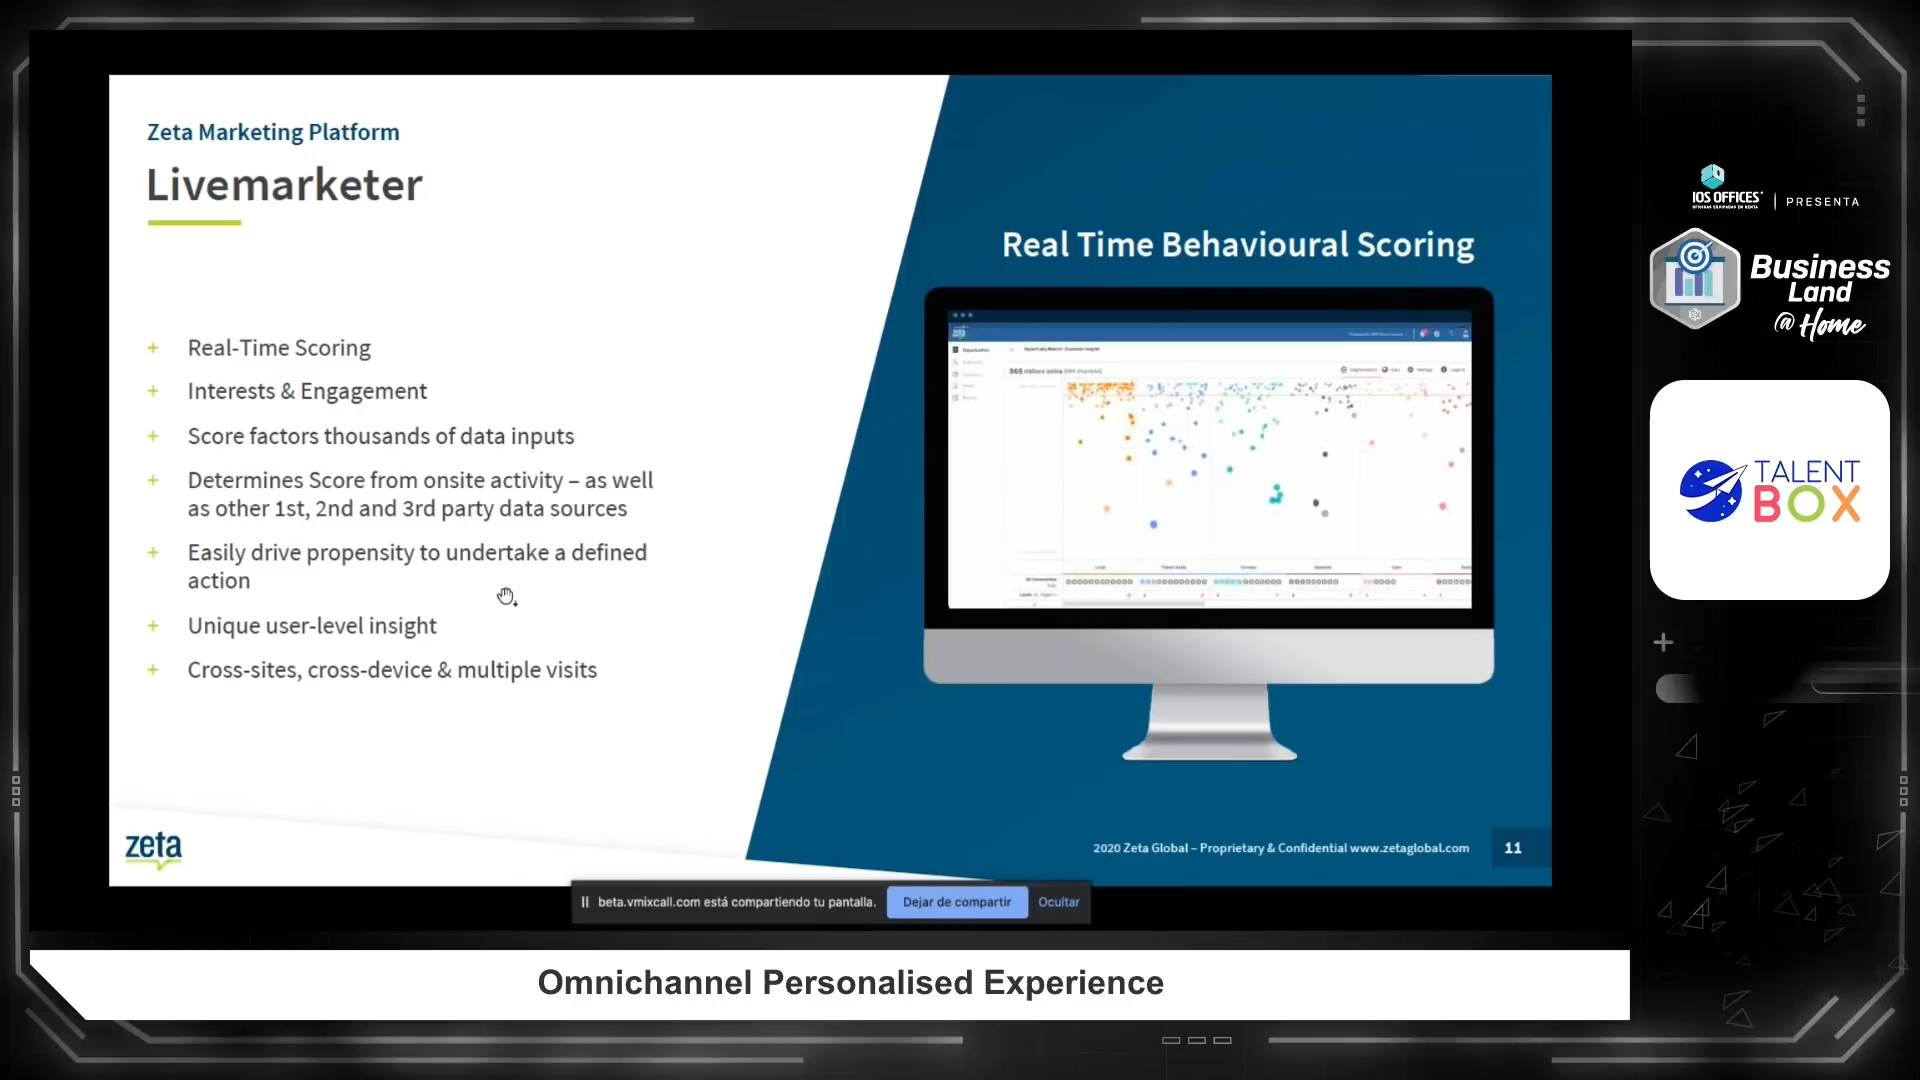 Zeta Marketing Platform
Livemarketer
+ Real-Time Scoring
+ Interests & Engagement
+ Score factors thousands of data inputs
+ Determines Score from onsite activity – as well
as other 1st, 2nd and 3rd party data sources
+ Easily drive propensity to undertake a defined
action
+ Unique user-level insight
+ Cross-sites, cross-device & multiple visits
zeta
Real Time Behavioural Scoring
966 visitors online
2020 Zeta Global – Proprietary & Confidential www.zetaglobal.com
11
beta.vmixcall.com está compartiendo tu pantalla.
Dejar de compartir
Ocultar
Omnichannel Personalised Experience
IOS OFFICES
PRESENTA
Business
Land
@ Home
TALENT
BOX